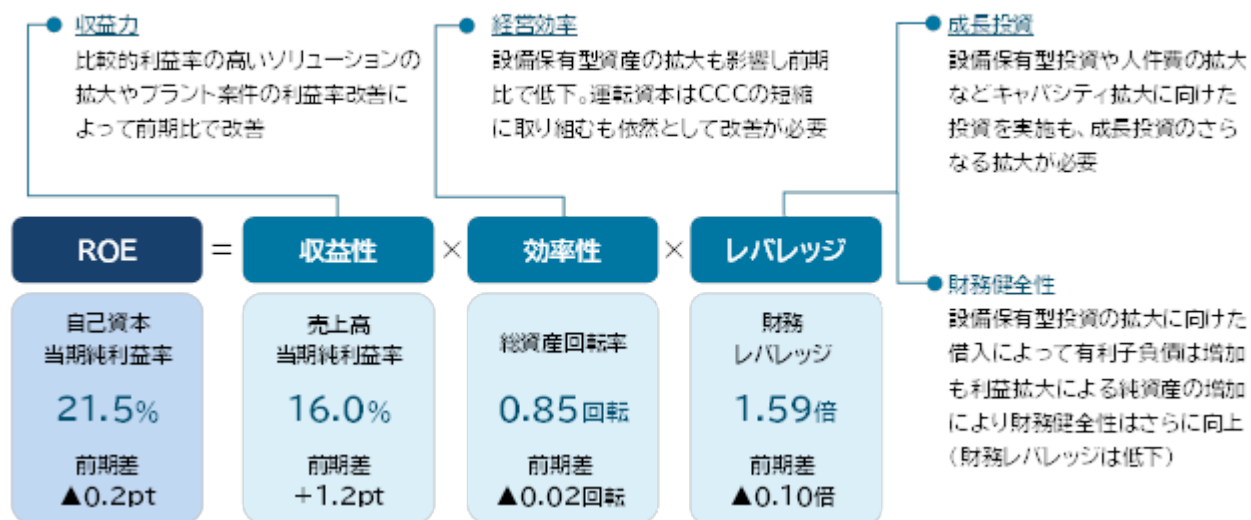 収益力
比較的利益率の高いソリューションの
拡大やプラント案件の利益率改善に
よって前期比で改善
経営効率
設備保有型資産の拡大も影響し前期
比で低下。運転資本はCCCの短縮
に取り組むも依然として改善が必要
成長投資
設備保有型投資や人件費の拡大
などキャパシティ拡大に向けた
投資を実施も、成長投資のさら
なる拡大が必要
ROE
=
収益性
×
効率性
×
レバレッジ
自己資本
当期純利益率
21.5%
前期差
▲0.2pt
売上高
当期純利益率
16.0%
前期差
+1.2pt
総資産回転率
0.85回転
前期差
▲0.02回転
財務
レバレッジ
1.59倍
前期差
▲0.10倍
財務健全性
設備保有型投資の拡大に向けた
借入によって有利子負債は増加
も利益拡大による純資産の増加
により財務健全性はさらに向上
(財務レバレッジは低下)